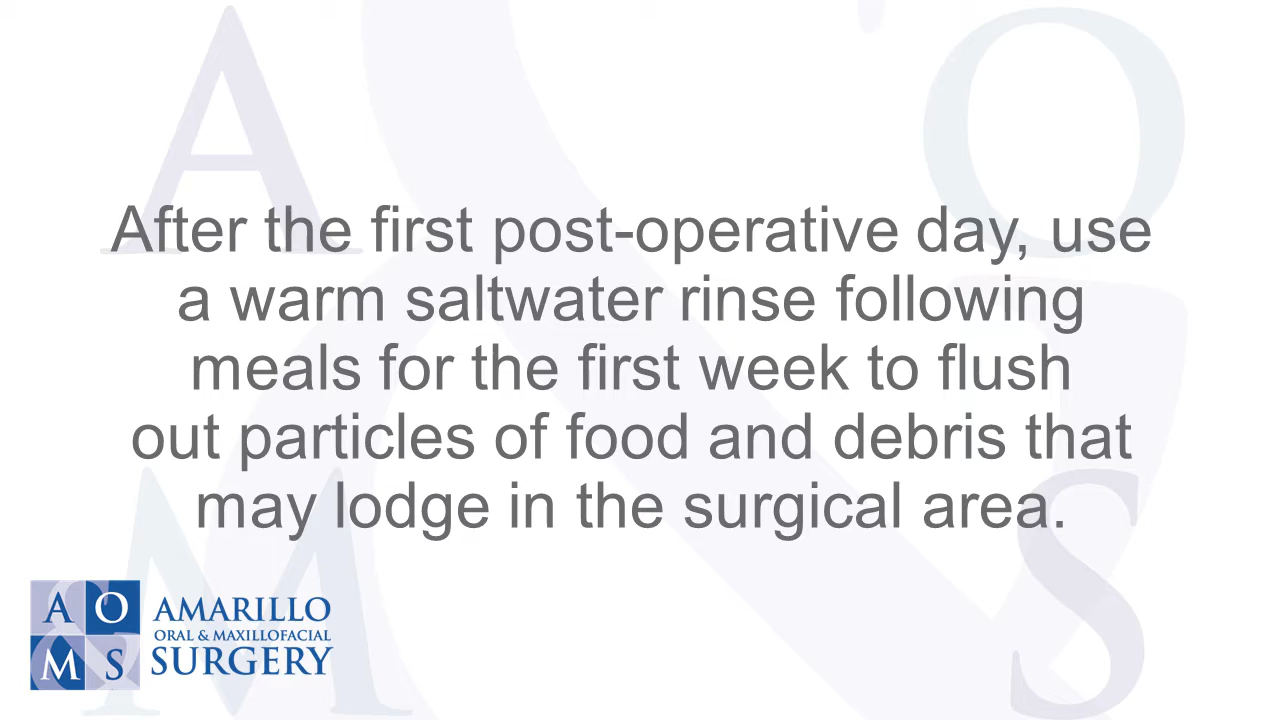 After the first post-operative day, use
a warm saltwater rinse following
meals for the first week to flush
out particles of food and debris that
may lodge in the surgical area.
A O
M S
AMARILLO
ORAL & MAXILLOFACIAL
SURGERY